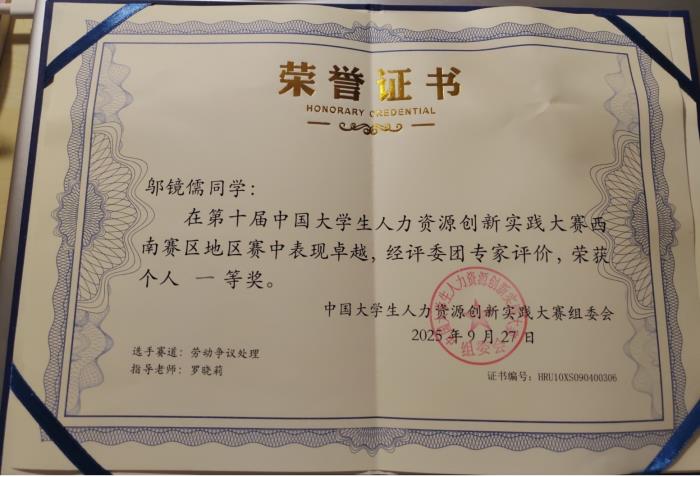 荣誉证书
HONORARY CREDENTIAL
邬镜儒同学：
在第十届中国大学生人力资源创新实践大赛西
南赛区地区赛中表现卓越，经评委团专家评价，荣获
个人 一 等奖。
中国大学生人力资源创新实践大赛组委会
2025 年 9 月 27 日
选手赛道：劳动争议处理
指导老师：罗晓莉
证书编号：HRU10XS090400306
组委会